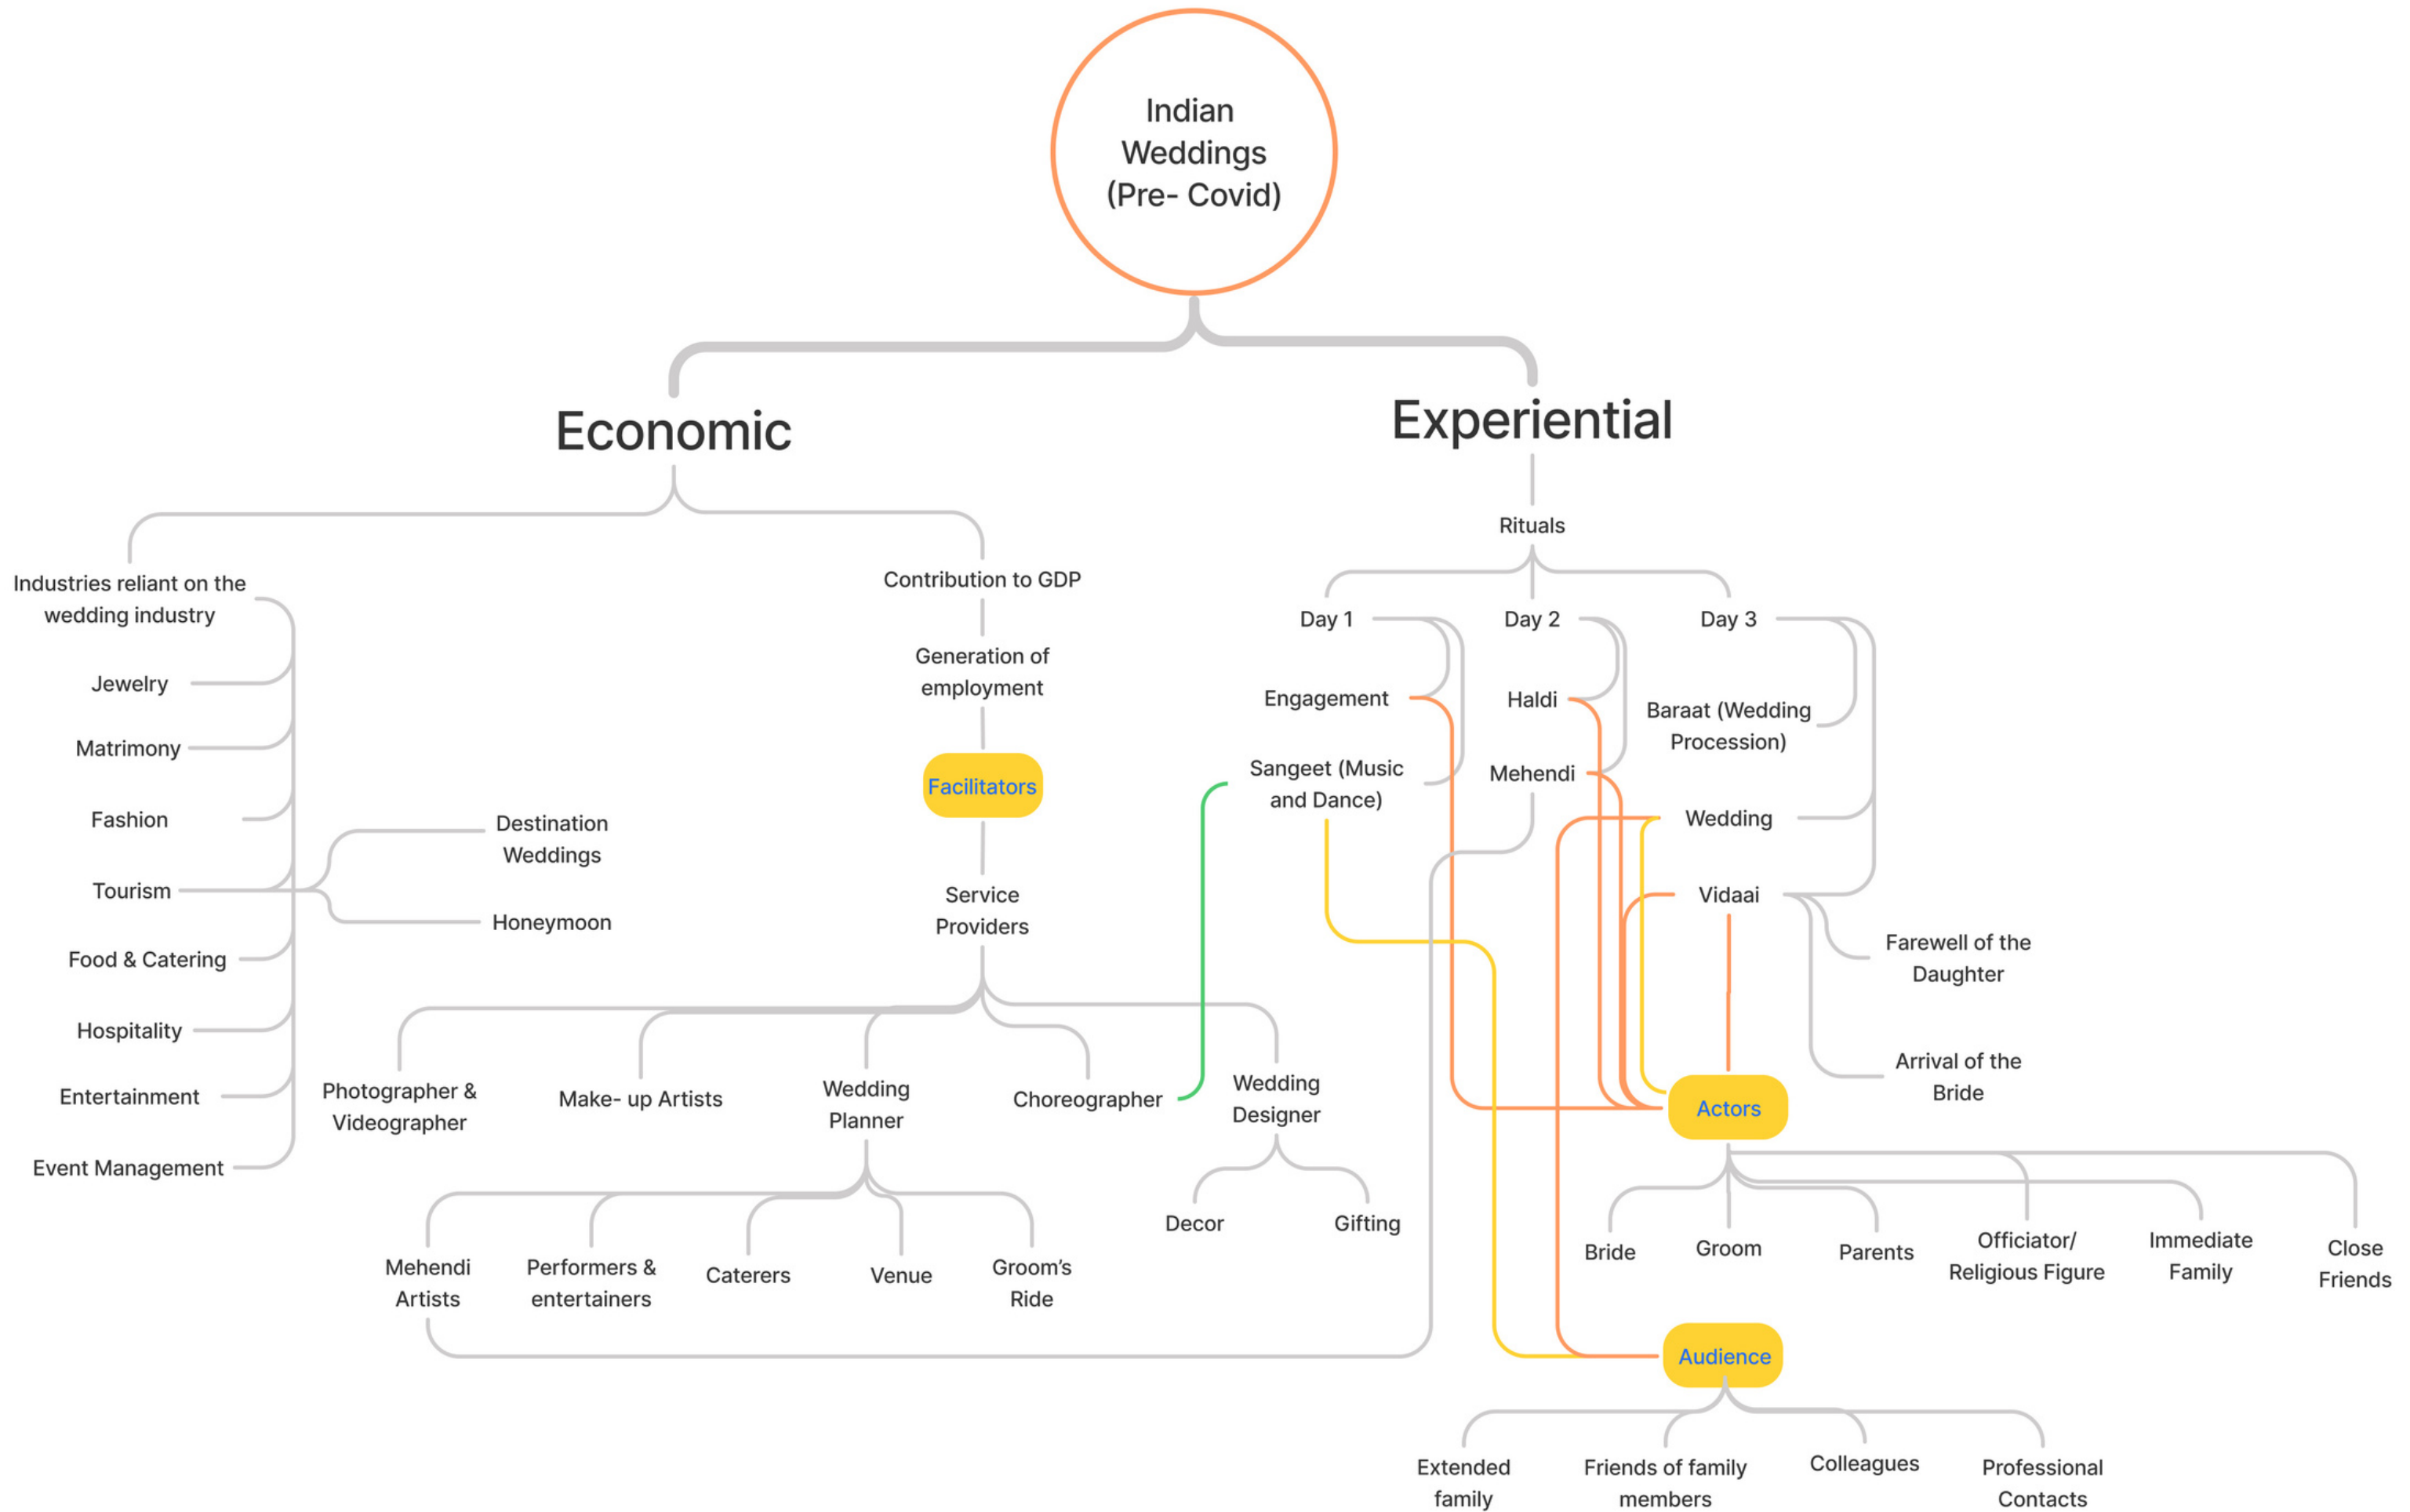 Indian
Weddings
(Pre- Covid)
Economic
Experiential
Industries reliant on the
wedding industry
Jewelry
Matrimony
Fashion
Tourism
Destination
Weddings
Honeymoon
Food & Catering
Hospitality
Entertainment
Event Management
Contribution to GDP
Generation of
employment
Facilitators
Service
Providers
Photographer &
Videographer
Make- up Artists
Wedding
Planner
Choreographer
Wedding
Designer
Mehendi
Artists
Performers &
entertainers
Caterers
Venue
Groom’s
Ride
Decor
Gifting
Rituals
Day 1
Day 2
Day 3
Engagement
Sangeet (Music
and Dance)
Haldi
Mehendi
Baraat (Wedding
Procession)
Wedding
Vidaai
Farewell of the
Daughter
Arrival of the
Bride
Actors
Bride
Groom
Parents
Officiator/
Religious Figure
Immediate
Family
Close
Friends
Audience
Extended
family
Friends of family
members
Colleagues
Professional
Contacts